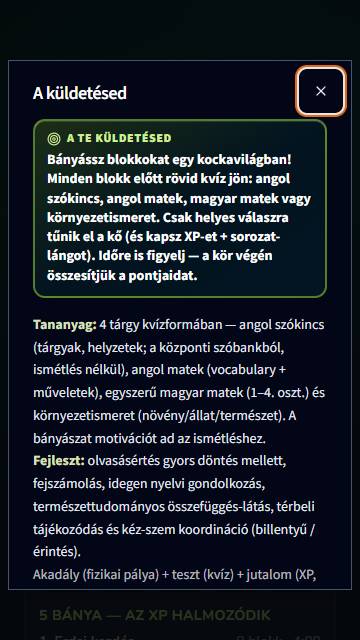 A küldetésed
×
A TE KÜLDETÉSED
Bányássz blokkokat egy kockavilágban!
Minden blokk előtt rövid kvíz jön: angol
szókincs, angol matek, magyar matek vagy
környezetismeret. Csak helyes válaszra
tűnik el a kő (és kapsz XP-et + sorozat-
lángot). Időre is figyelj — a kör végén
összesítjük a pontjaidat.
Tananyag: 4 tárgy kvízformában — angol szókincs
(tárgyak, helyzetek; a központi szóbankból,
ismétlés nélkül), angol matek (vocabulary +
műveletek), egyszerű magyar matek (1–4. oszt.) és
környezetismeret (növény/állat/természet). A
bányászat motivációt ad az ismétléshez.
Fejleszt: olvasásértés gyors döntés mellett,
fejszámolás, idegen nyelvi gondolkozás,
természettudományos összefüggés-látás, térbeli
tájékozódás és kéz-szem koordináció (billentyű /
érintés).
Akadály (fizikai pálya) + teszt (kvíz) + jutalom (XP,
5 BÁNYA — AZ XP HALMOZÓDIK